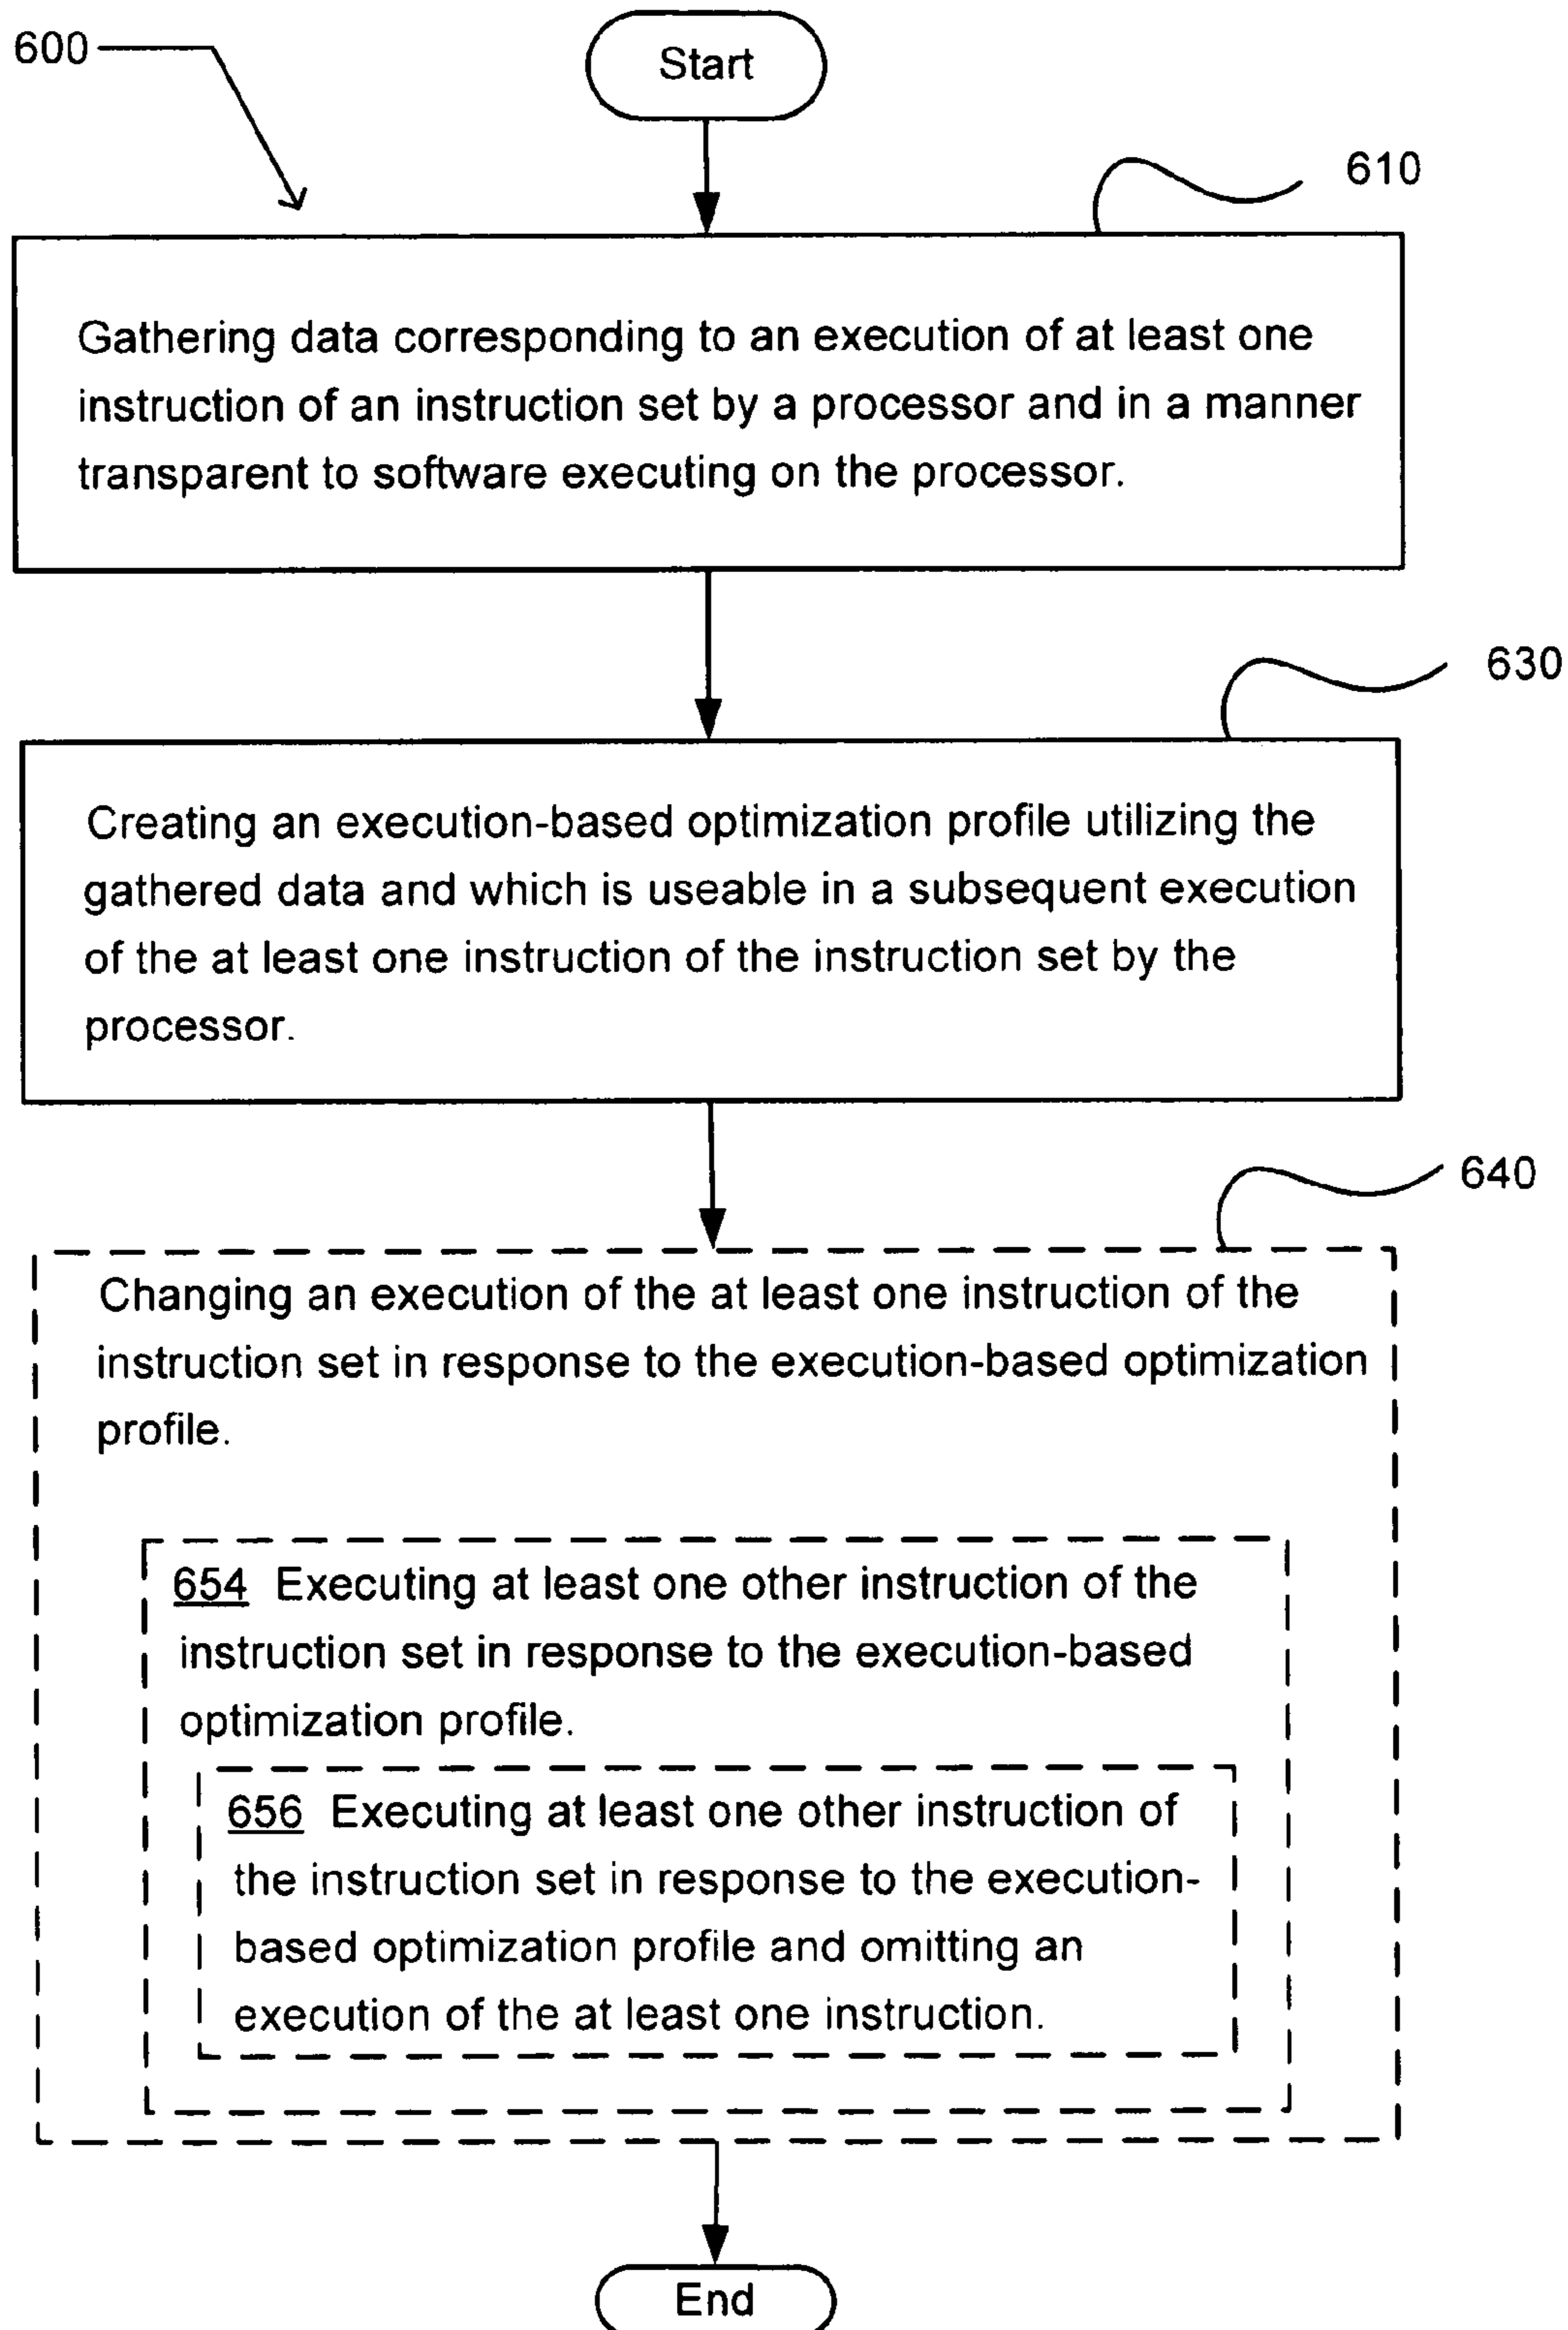 600
Start
610
Gathering data corresponding to an execution of at least one
instruction of an instruction set by a processor and in a manner
transparent to software executing on the processor.
630
Creating an execution-based optimization profile utilizing the
gathered data and which is useable in a subsequent execution
of the at least one instruction of the instruction set by the
processor.
640
Changing an execution of the at least one instruction of the
instruction set in response to the execution-based optimization
profile.
654 Executing at least one other instruction of the
instruction set in response to the execution-based
optimization profile.
656 Executing at least one other instruction of
the instruction set in response to the execution-
based optimization profile and omitting an
execution of the at least one instruction.
End